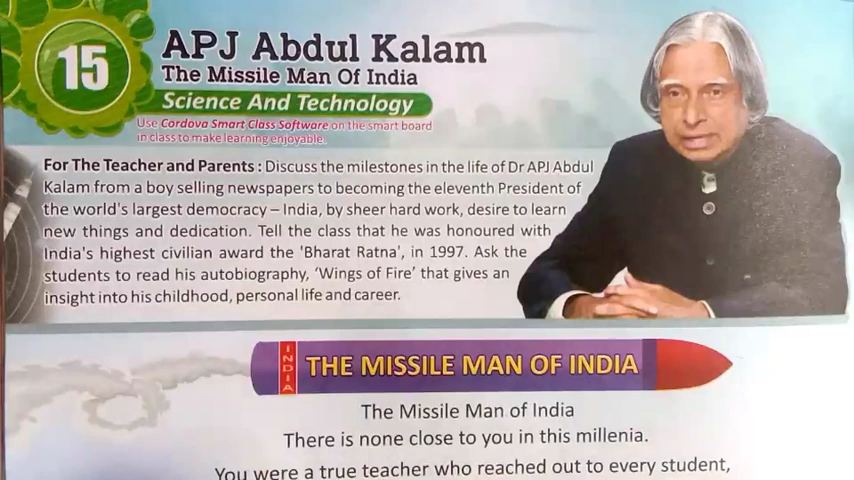 15
APJ Abdul Kalam
The Missile Man Of India
Science And Technology
Use Cordova Smart Class Software on the smart board
in class to make learning enjoyable.
For The Teacher and Parents : Discuss the milestones in the life of Dr APJ Abdul
Kalam from a boy selling newspapers to becoming the eleventh President of
the world's largest democracy – India, by sheer hard work, desire to learn
new things and dedication. Tell the class that he was honoured with
India's highest civilian award the 'Bharat Ratna', in 1997. Ask the
students to read his autobiography, 'Wings of Fire' that gives an
insight into his childhood, personal life and career.
INDIA
THE MISSILE MAN OF INDIA
The Missile Man of India
There is none close to you in this millenia.
You were a true teacher who reached out to every student,